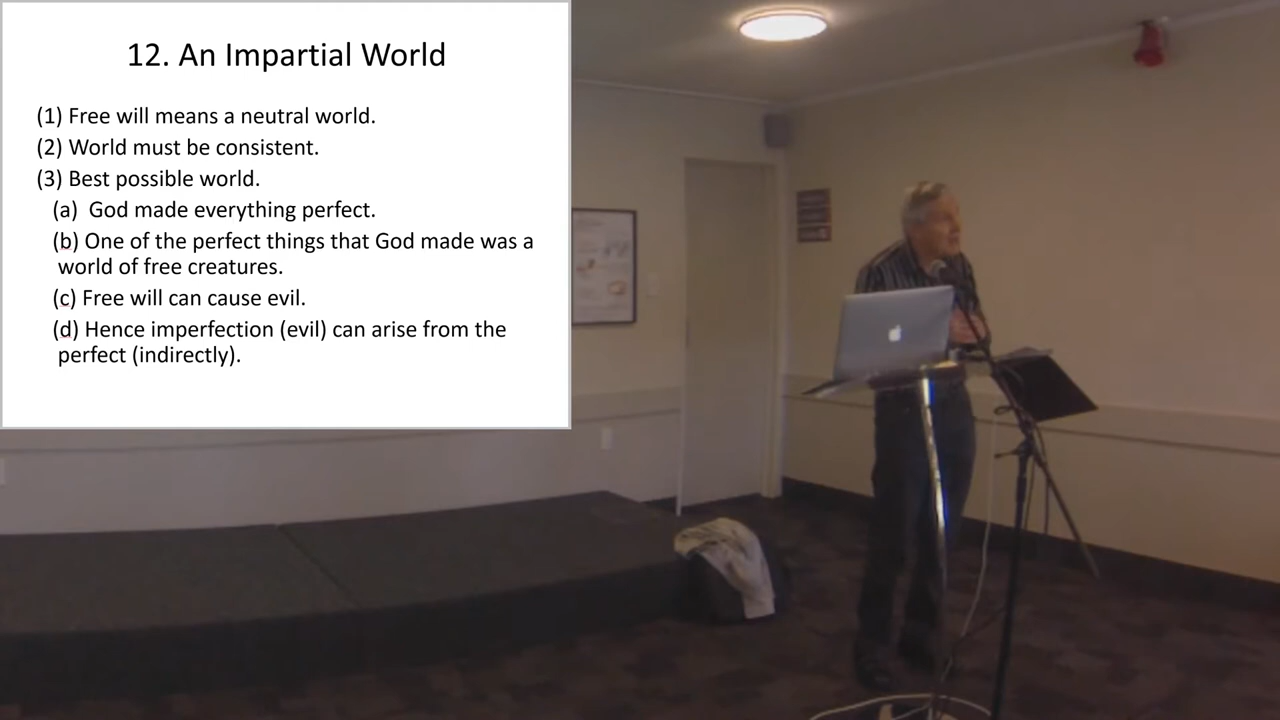 12. An Impartial World
(1) Free will means a neutral world.
(2) World must be consistent.
(3) Best possible world.
(a) God made everything perfect.
(b) One of the perfect things that God made was a
world of free creatures.
(c) Free will can cause evil.
(d) Hence imperfection (evil) can arise from the
perfect (indirectly).